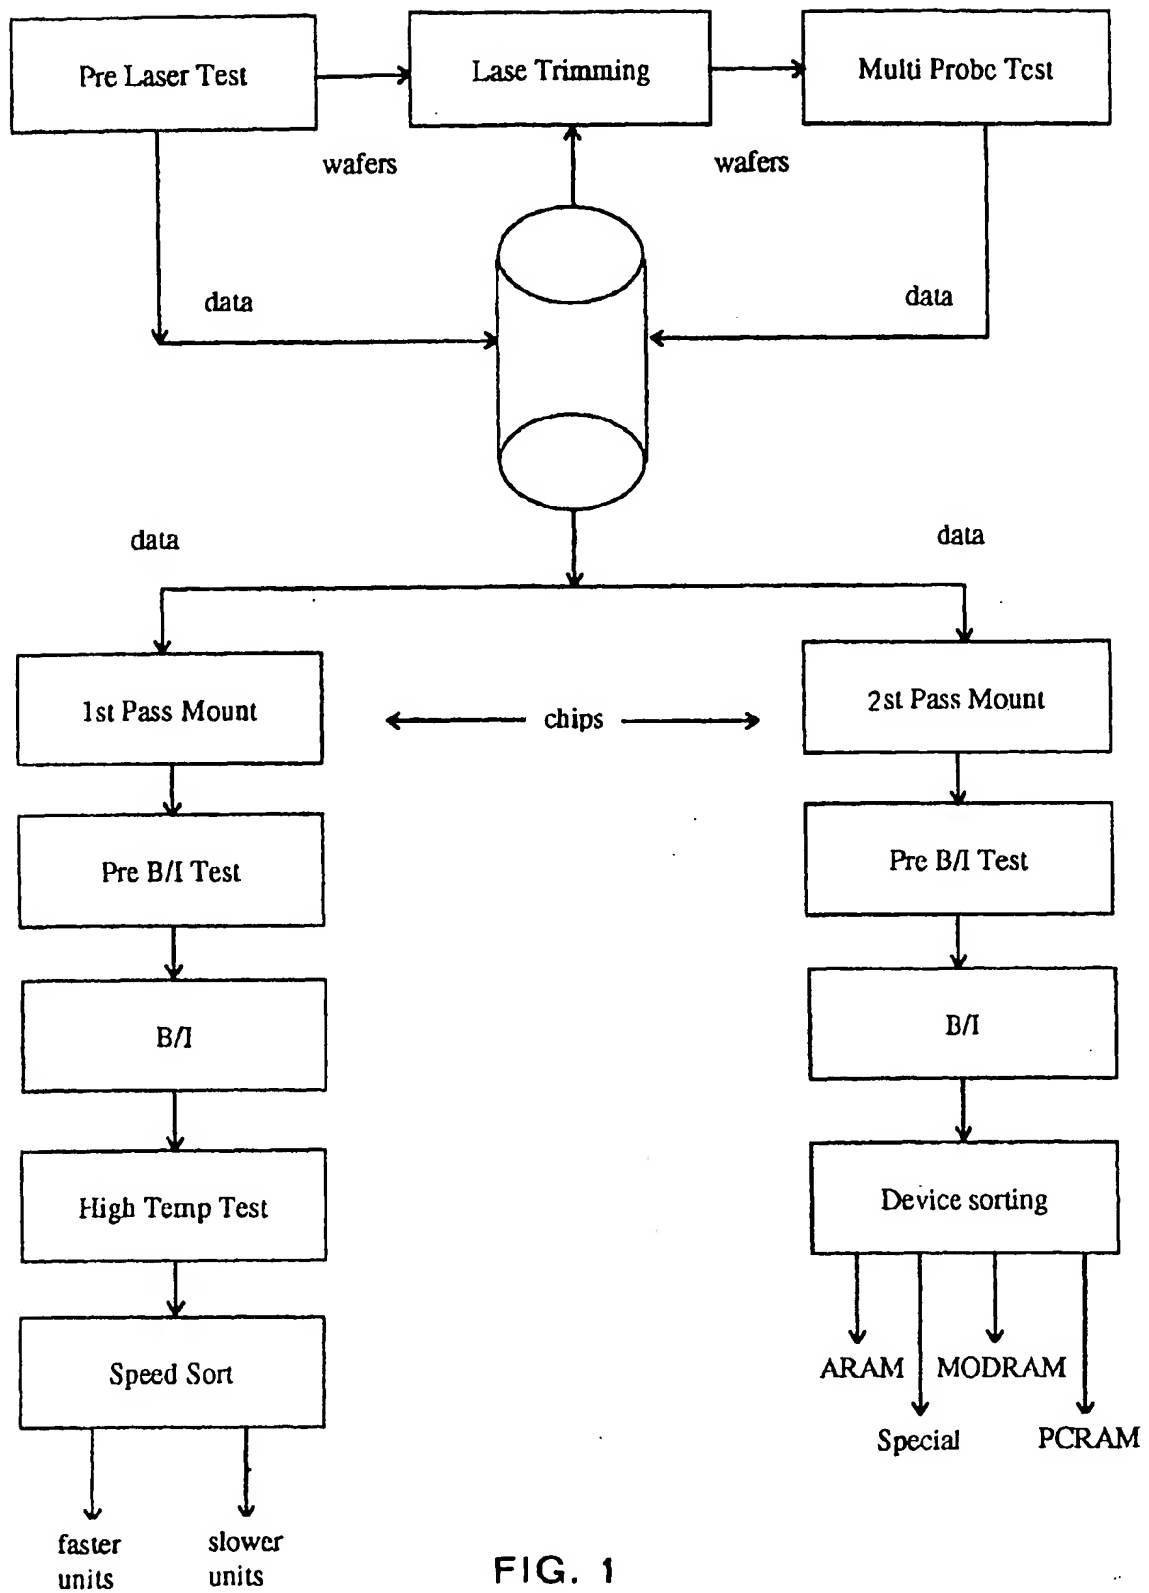 Pre Laser Test
Lase Trimming
Multi Probe Test
wafers
wafers
data
data
data
data
1st Pass Mount
chips
2st Pass Mount
Pre B/I Test
Pre B/I Test
B/I
B/I
High Temp Test
Device sorting
Speed Sort
ARAM
MODRAM
Special
PCRAM
faster
units
slower
units
FIG. 1